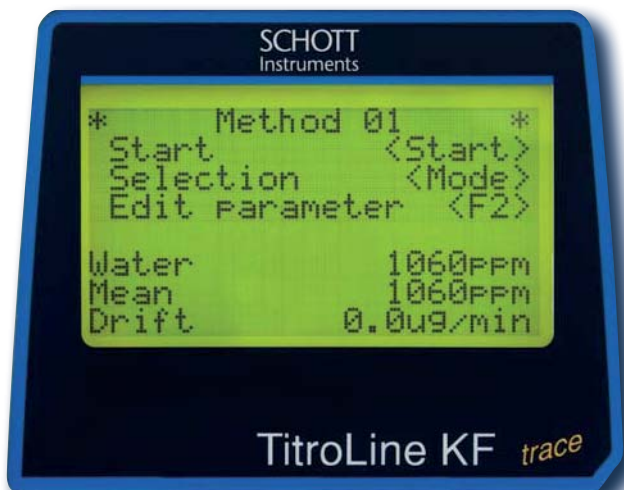 SCHOTT
Instruments
* Method 01 *
Start <Start>
Selection <Mode>
Edit parameter <F2>
Water 1060ppm
Mean 1060ppm
Drift 0.0ug/min
TitroLine KF trace